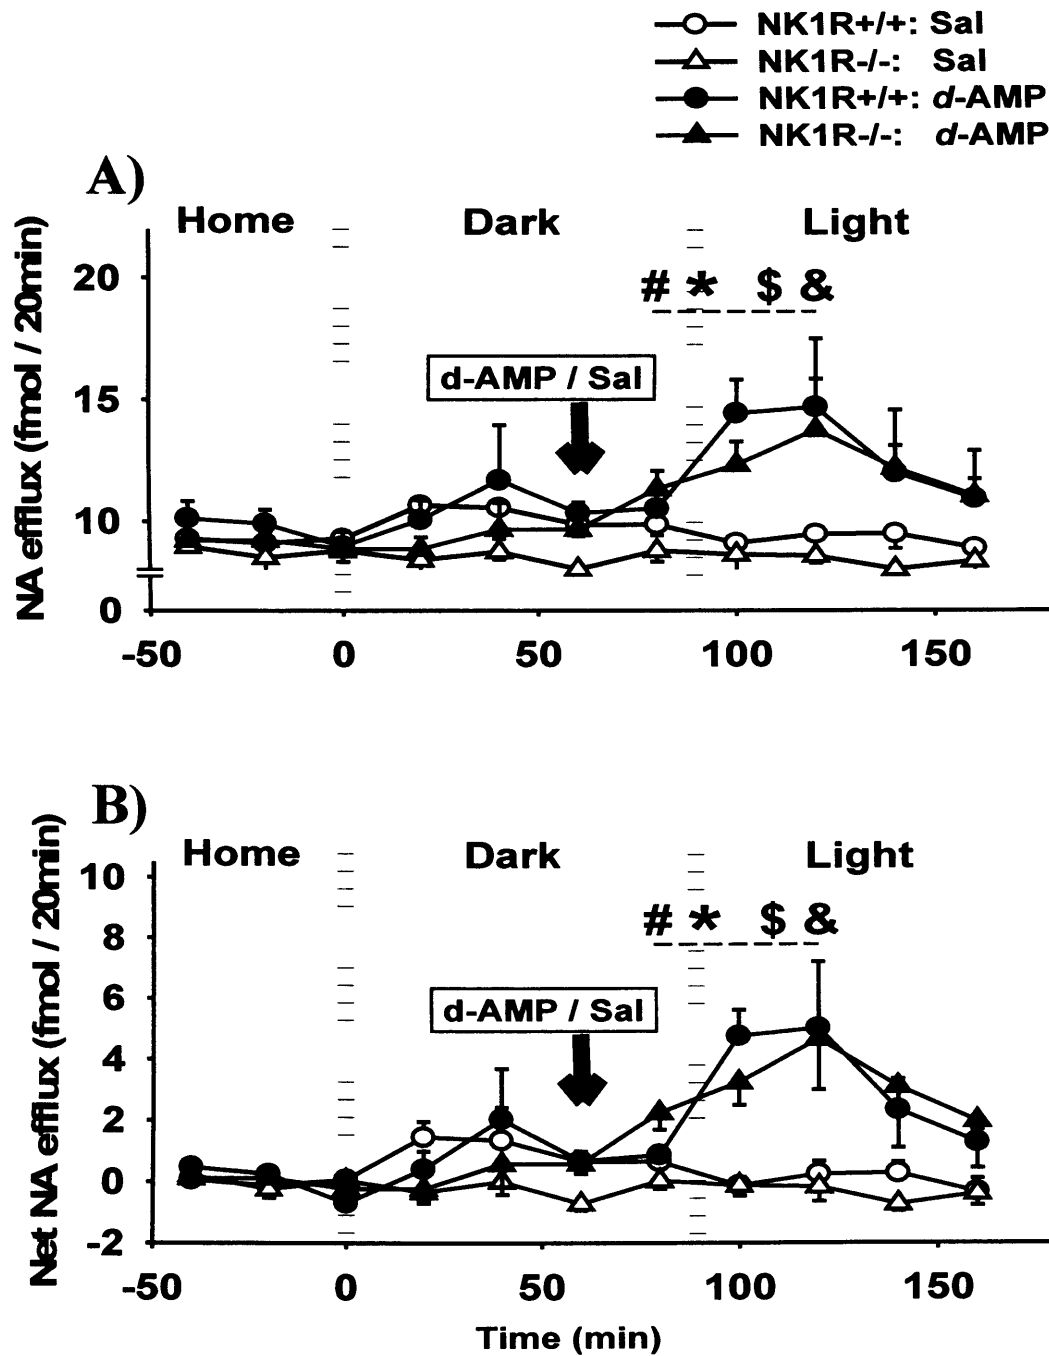 NK1R+/+: Sal
NK1R-/-: Sal
NK1R+/+: d-AMP
NK1R-/-: d-AMP
A)
Home Dark Light
# * $ &
d-AMP / Sal
NA efflux (fmol / 20min)
20
15
10
0
-50 0 50 100 150
B)
Home Dark Light
# * $ &
d-AMP / Sal
Net NA efflux (fmol / 20min)
10
8
6
4
2
0
-2
-50 0 50 100 150
Time (min)